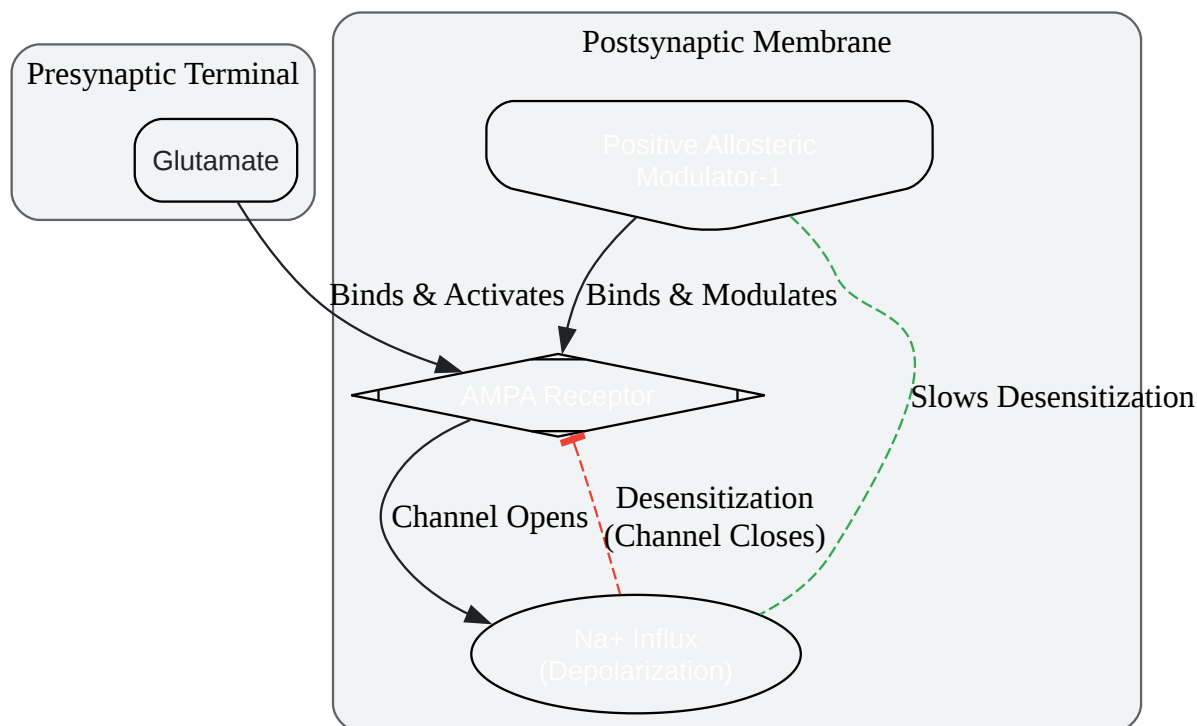 Postsynaptic Membrane
Presynaptic Terminal
Glutamate
Positive Allosteric
Modulator-1
Binds & Activates
Binds & Modulates
AMPA Receptor
Slows Desensitization
Channel Opens
Desensitization
(Channel Closes)
Na+ Influx
(Depolarization)